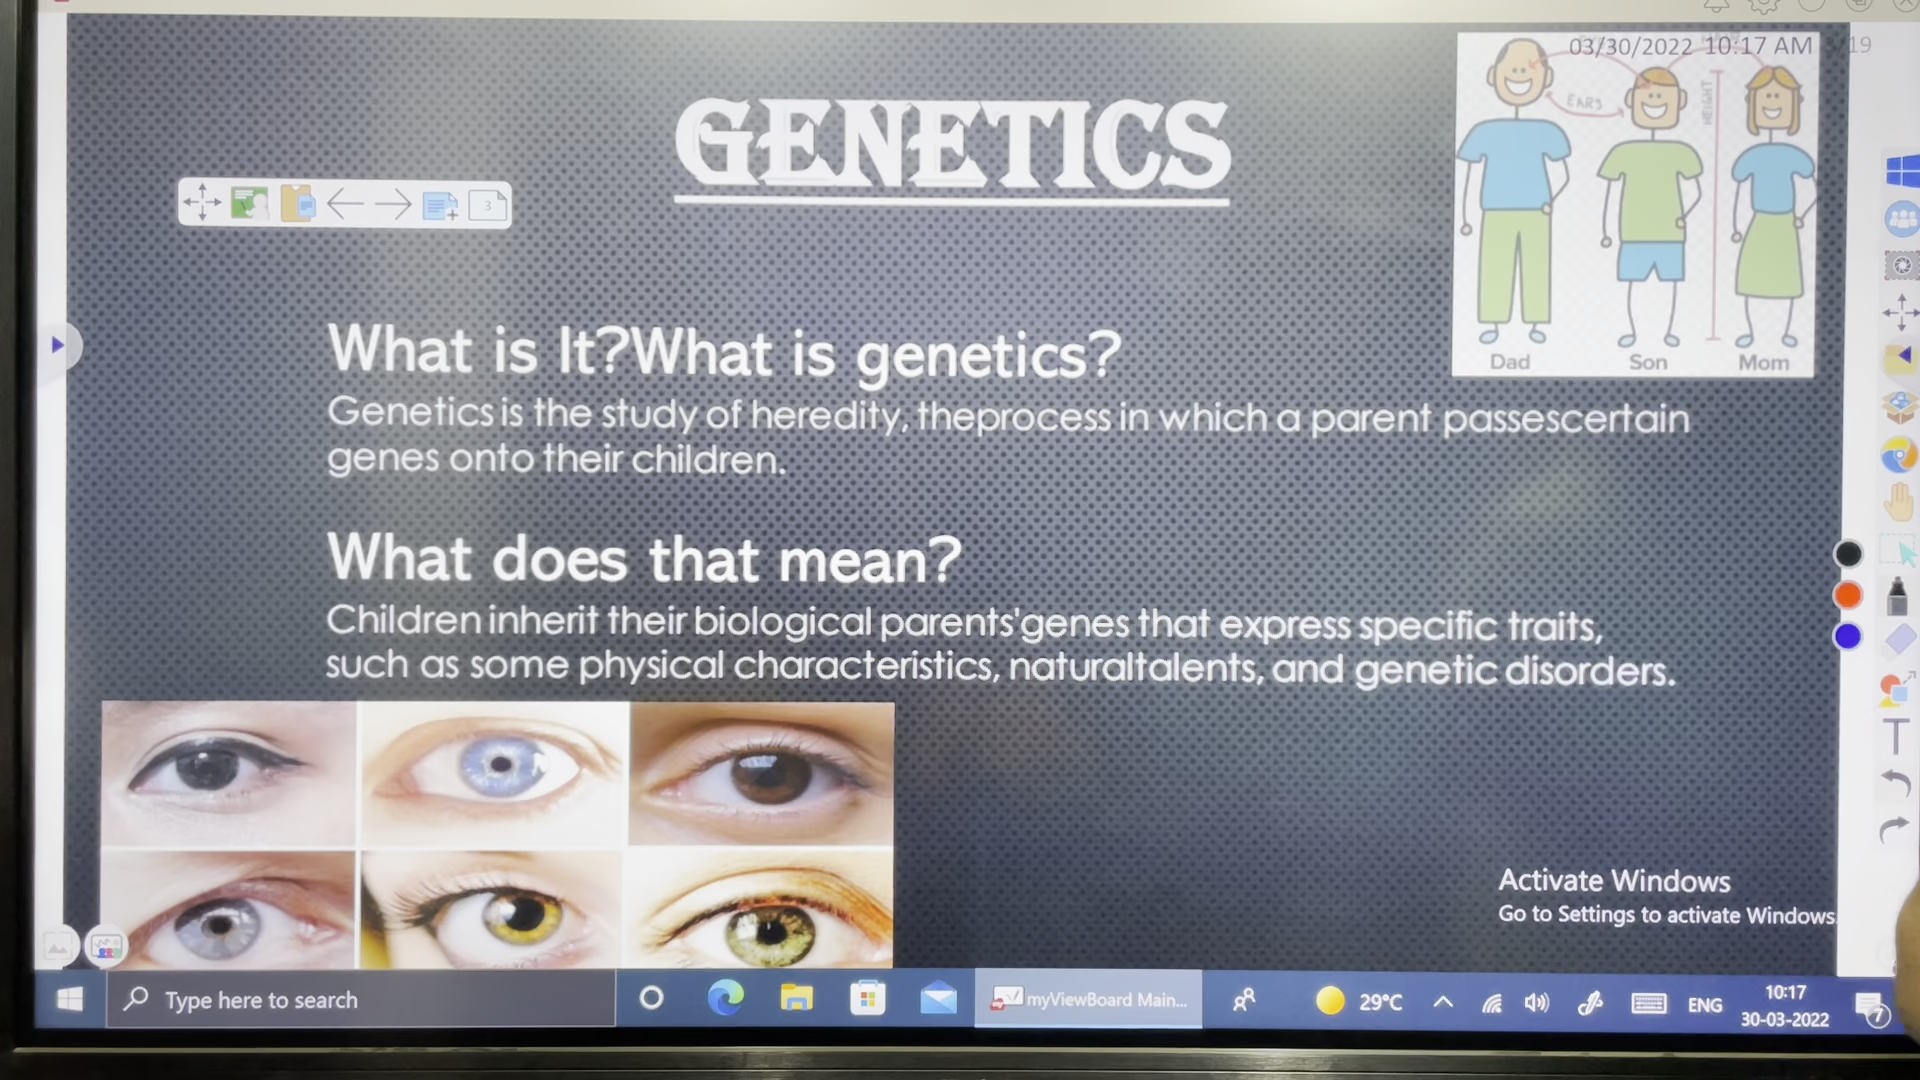 03/30/2022 10:17 AM
19
GENETICS
EARS
HEIGHT
Dad
Son
Mom
3
What is It?What is genetics?
Genetics is the study of heredity, theprocess in which a parent passescertain
genes onto their children.
What does that mean?
Children inherit their biological parents'genes that express specific traits,
such as some physical characteristics, naturaltalents, and genetic disorders.
Activate Windows
Go to Settings to activate Windows.
Type here to search
myViewBoard Main...
29°C
ENG
10:17
30-03-2022
7